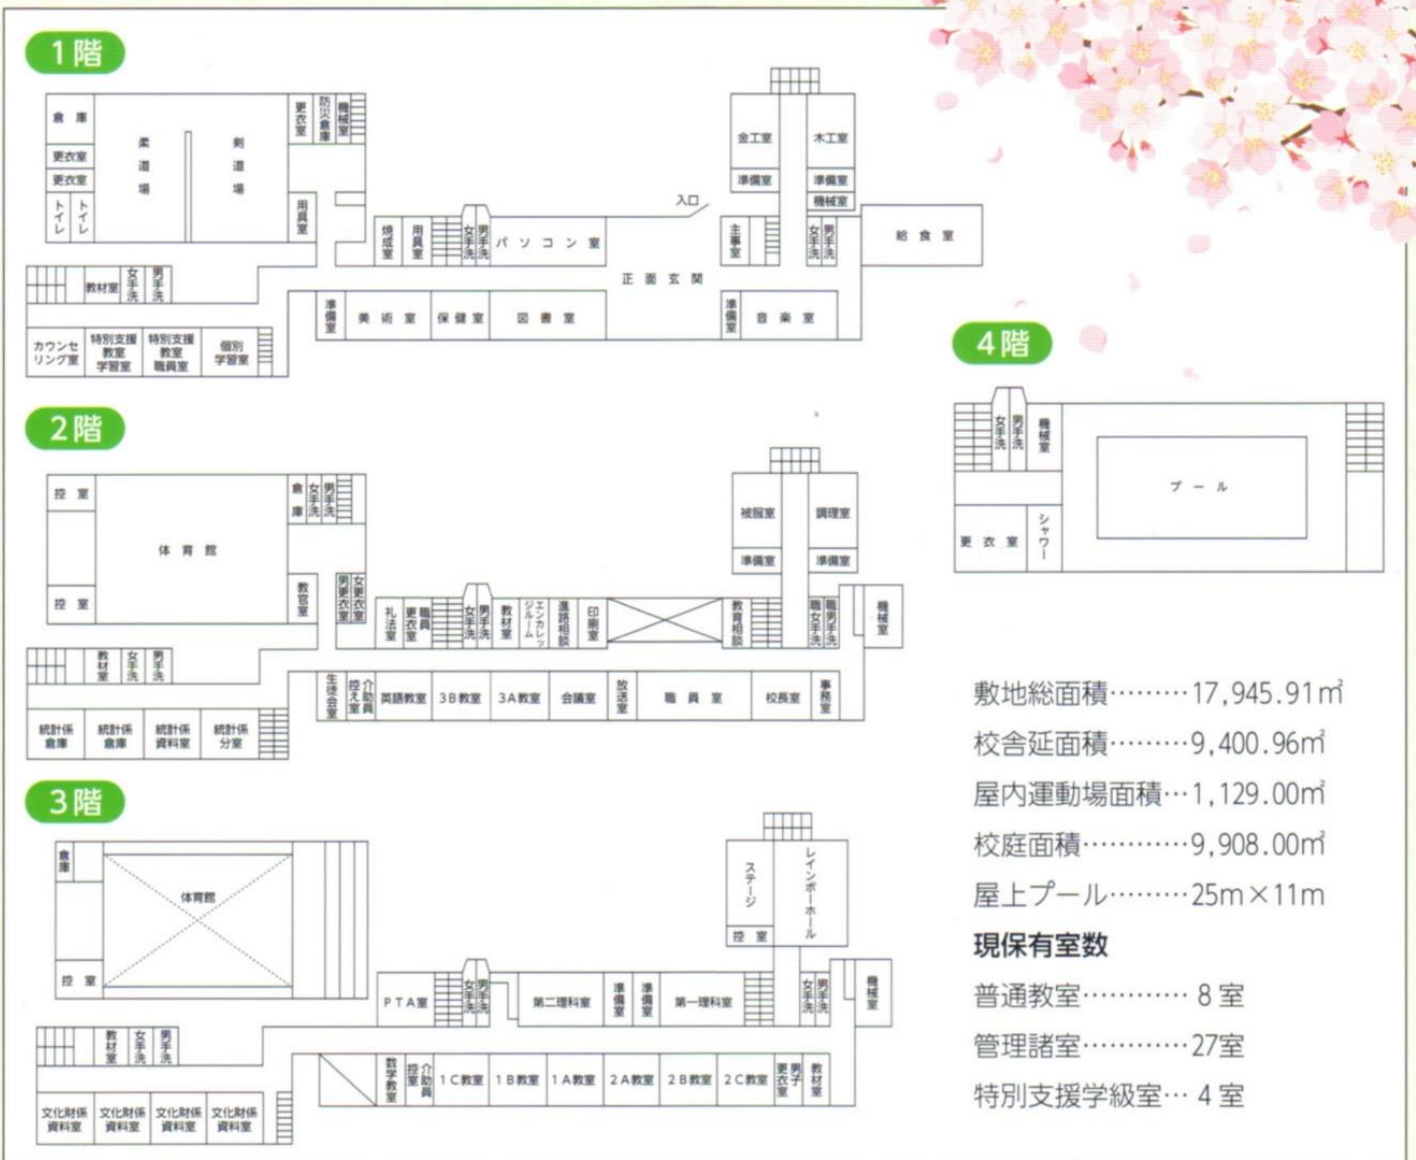 1階
倉庫
更衣室
更衣室
トイレ
トイレ
柔道場
剣道場
更衣室
防災倉庫
機械室
用具室
焼成室
用具室
女手洗
男手洗
パソコン室
入口
正面玄関
金工室
木工室
準備室
準備室
機械室
主事室
女手洗
男手洗
給食室
教材室
女手洗
男手洗
準備室
美術室
保健室
図書室
準備室
音楽室
カウンセ
リング室
特別支援
教室
学習室
特別支援
教室
職員室
個別
学習室
2階
控室
控室
体育館
倉庫
女手洗
男手洗
教官室
男更衣室
女更衣室
礼法室
職員
更衣室
女手洗
男手洗
教材室
エンカレッ
ジルーム
進路相談
印刷室
教育相談
被服室
調理室
準備室
準備室
職女手洗
職男手洗
機械室
教材室
女手洗
男手洗
生徒会室
介助員
控え室
英語教室
3B教室
3A教室
会議室
放送室
職員室
校長室
事務室
統計係
倉庫
統計係
倉庫
統計係
資料室
統計係
分室
3階
倉庫
控室
体育館
PTA室
女手洗
男手洗
第二理科室
準備室
準備室
第一理科室
ステージ
控室
レインボーホール
女手洗
男手洗
機械室
教材室
女手洗
男手洗
数学教室
介助員
控室
1C教室
1B教室
1A教室
2A教室
2B教室
2C教室
男子
更衣室
教材室
文化財係
資料室
文化財係
資料室
文化財係
資料室
文化財係
資料室
4階
女手洗
男手洗
機械室
更衣室
シャワー
プール
敷地総面積………17,945.91㎡
校舎延面積………9,400.96㎡
屋内運動場面積…1,129.00㎡
校庭面積…………9,908.00㎡
屋上プール………25m×11m
現保有室数
普通教室………… 8室
管理諸室…………27室
特別支援学級室… 4室